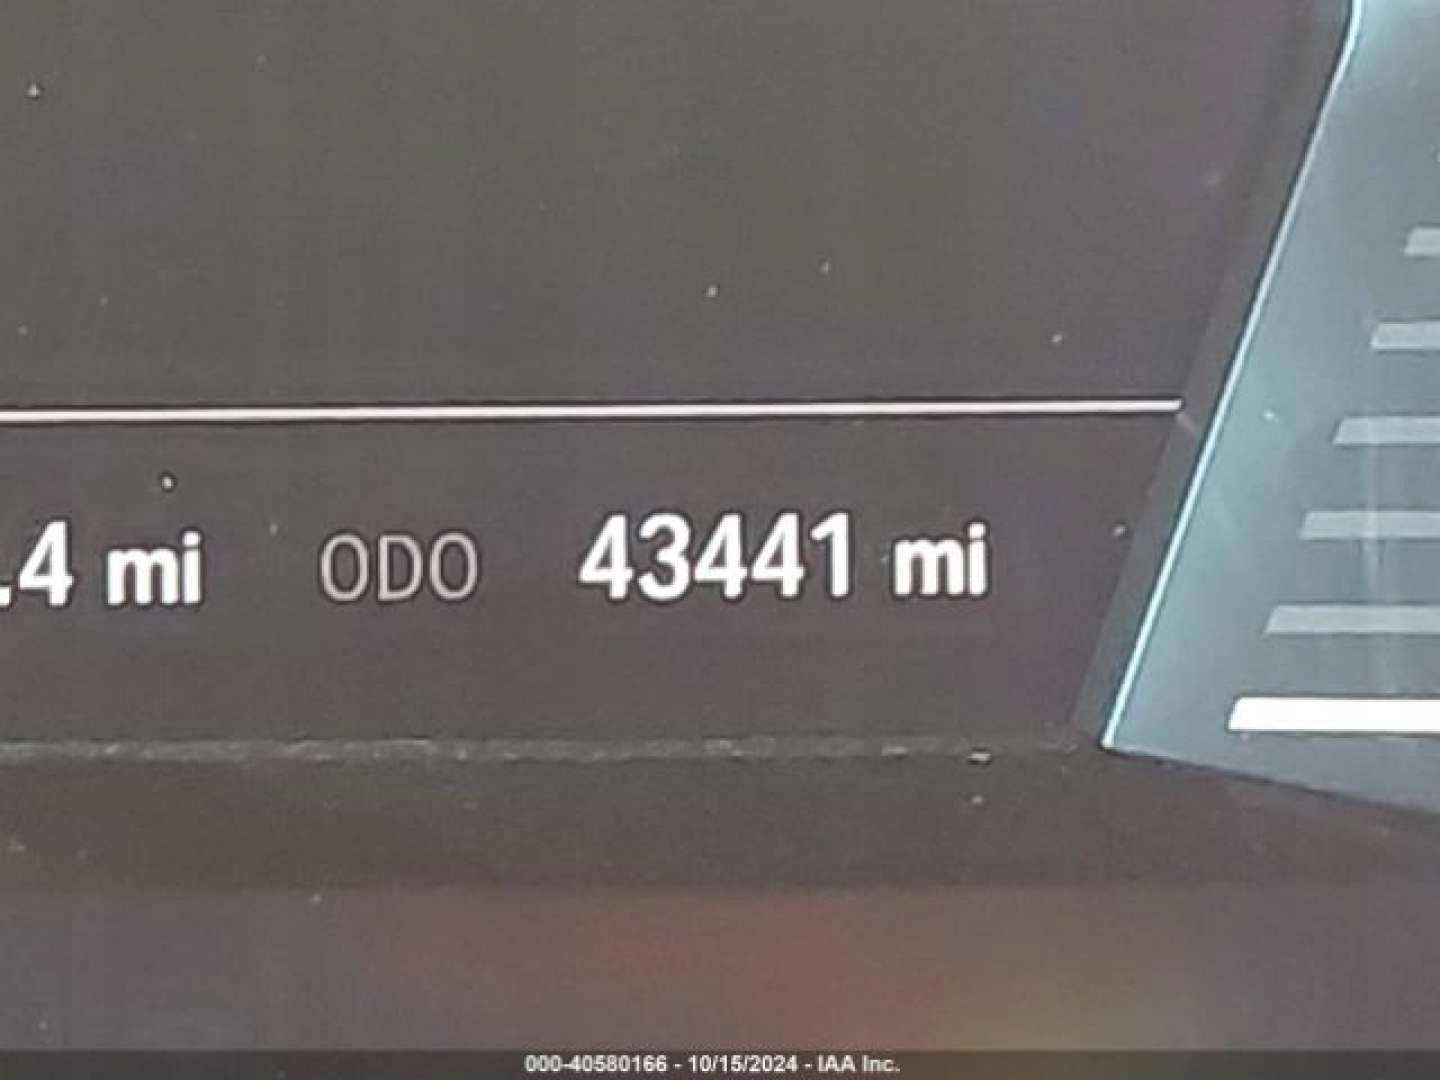 .4 mi ODO 43441 mi
000-40580166 - 10/15/2024 - IAA Inc.